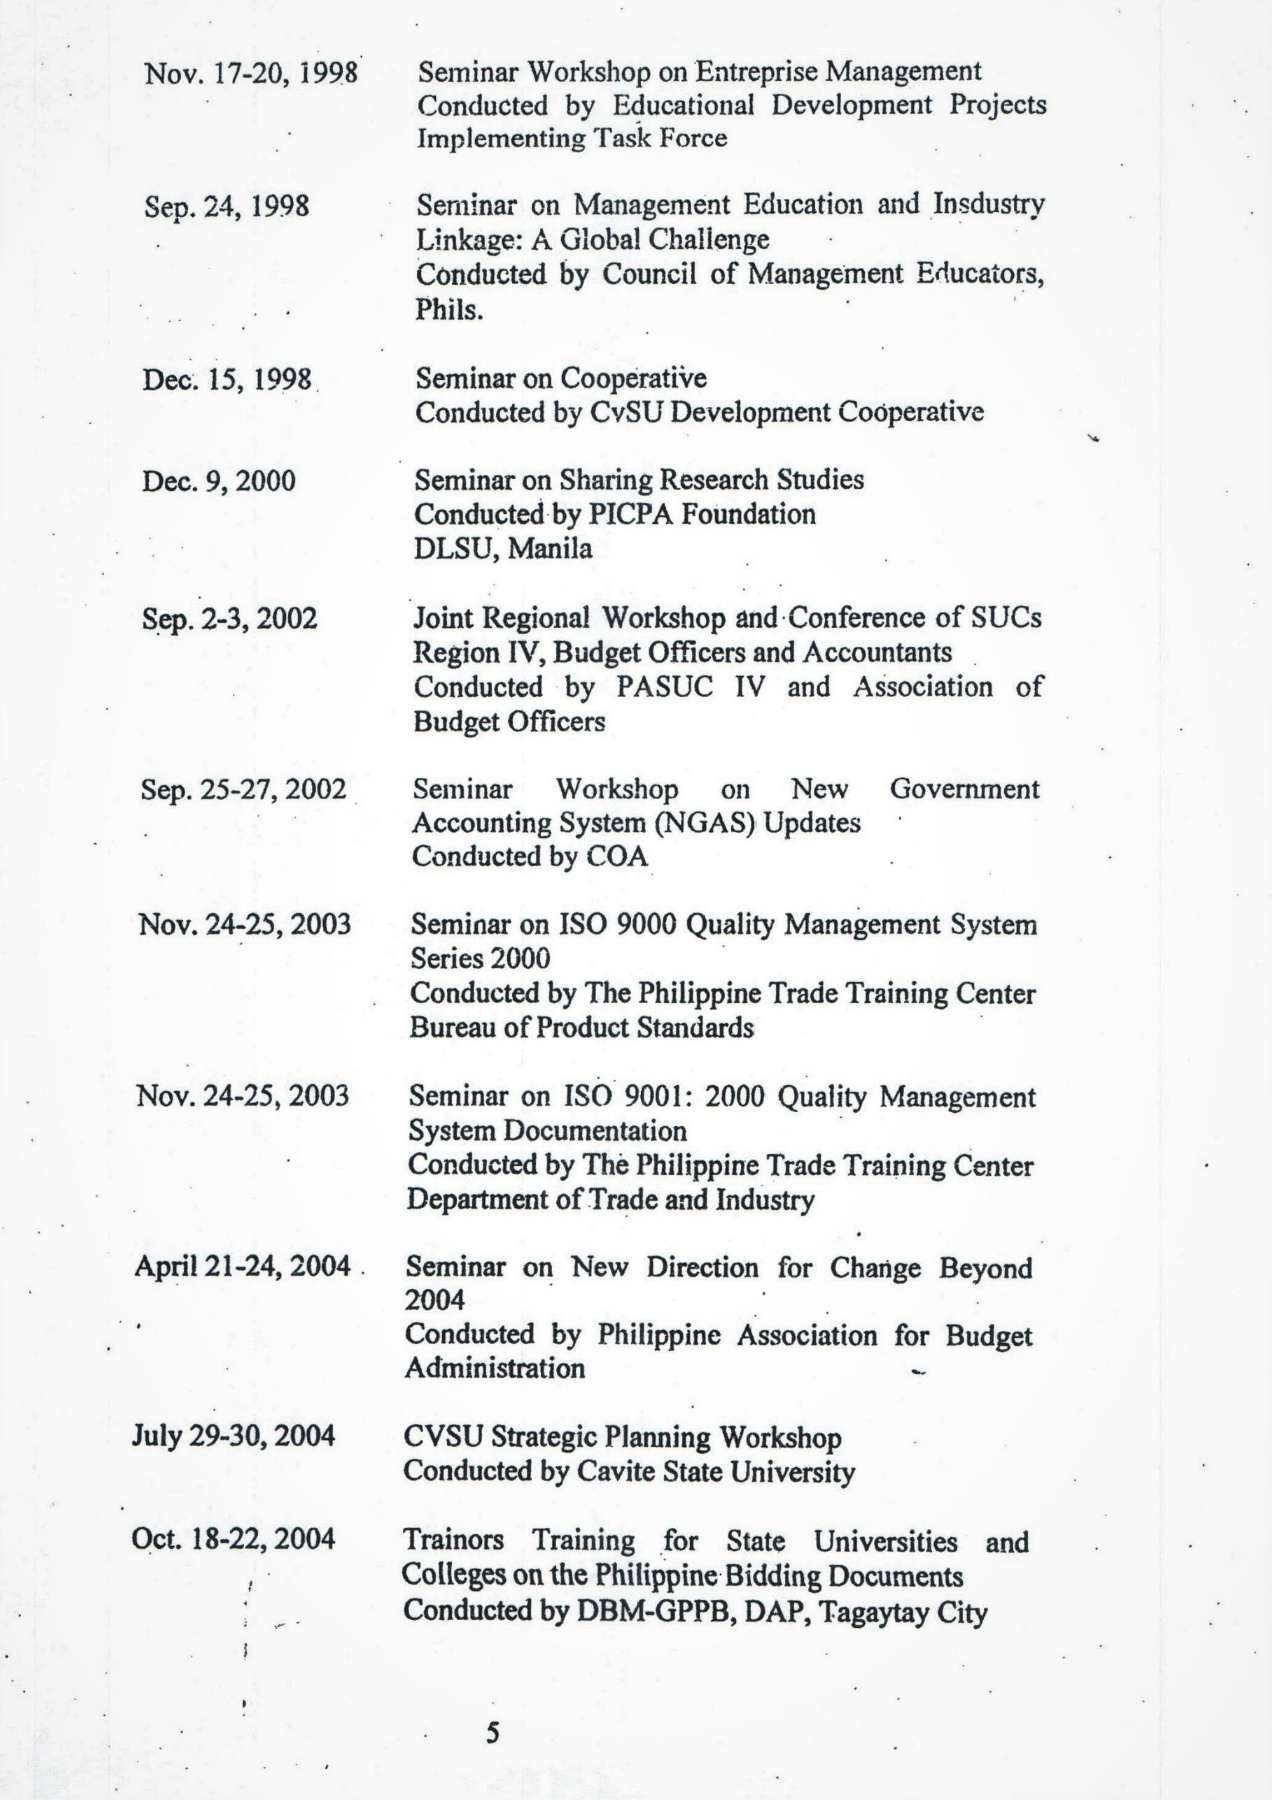 Nov. 17-20, 1998 Seminar Workshop on Entreprise Management
Conducted by Educational Development Projects
Implementing Task Force
Sep. 24, 1998 Seminar on Management Education and Insdustry
Linkage: A Global Challenge
Conducted by Council of Management Educators,
Phils.
Dec. 15, 1998 Seminar on Cooperative
Conducted by CvSU Development Cooperative
Dec. 9, 2000 Seminar on Sharing Research Studies
Conducted by PICPA Foundation
DLSU, Manila
Sep. 2-3, 2002 Joint Regional Workshop and Conference of SUCs
Region IV, Budget Officers and Accountants
Conducted by PASUC IV and Association of
Budget Officers
Sep. 25-27, 2002 Seminar Workshop on New Government
Accounting System (NGAS) Updates
Conducted by COA
Nov. 24-25, 2003 Seminar on ISO 9000 Quality Management System
Series 2000
Conducted by The Philippine Trade Training Center
Bureau of Product Standards
Nov. 24-25, 2003 Seminar on ISO 9001: 2000 Quality Management
System Documentation
Conducted by The Philippine Trade Training Center
Department of Trade and Industry
April 21-24, 2004 Seminar on New Direction for Change Beyond
2004
Conducted by Philippine Association for Budget
Administration
July 29-30, 2004 CVSU Strategic Planning Workshop
Conducted by Cavite State University
Oct. 18-22, 2004 Trainors Training for State Universities and
Colleges on the Philippine Bidding Documents
Conducted by DBM-GPPB, DAP, Tagaytay City
5